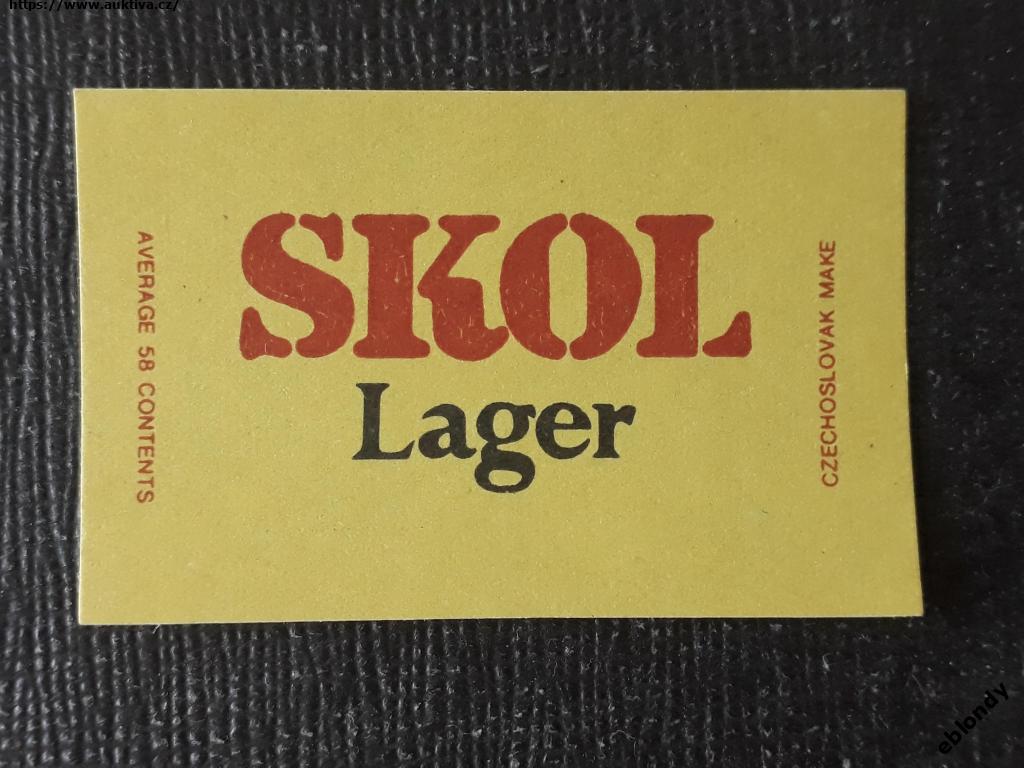 https://www.auktiva.cz/
SKOL
Lager
AVERAGE 58 CONTENTS
CZECHOSLOVAK MAKE
eblondy